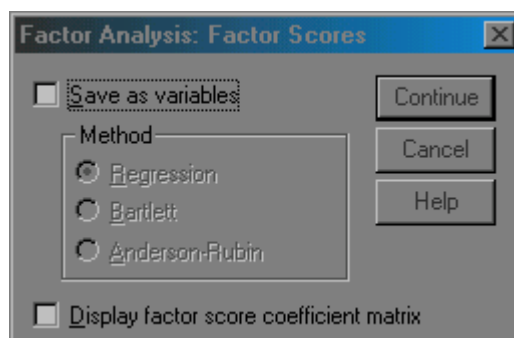 Factor Analysis: Factor Scores
Save as variables
Continue
Method
Cancel
Regression
Help
Bartlett
Anderson-Rubin
Display factor score coefficient matrix